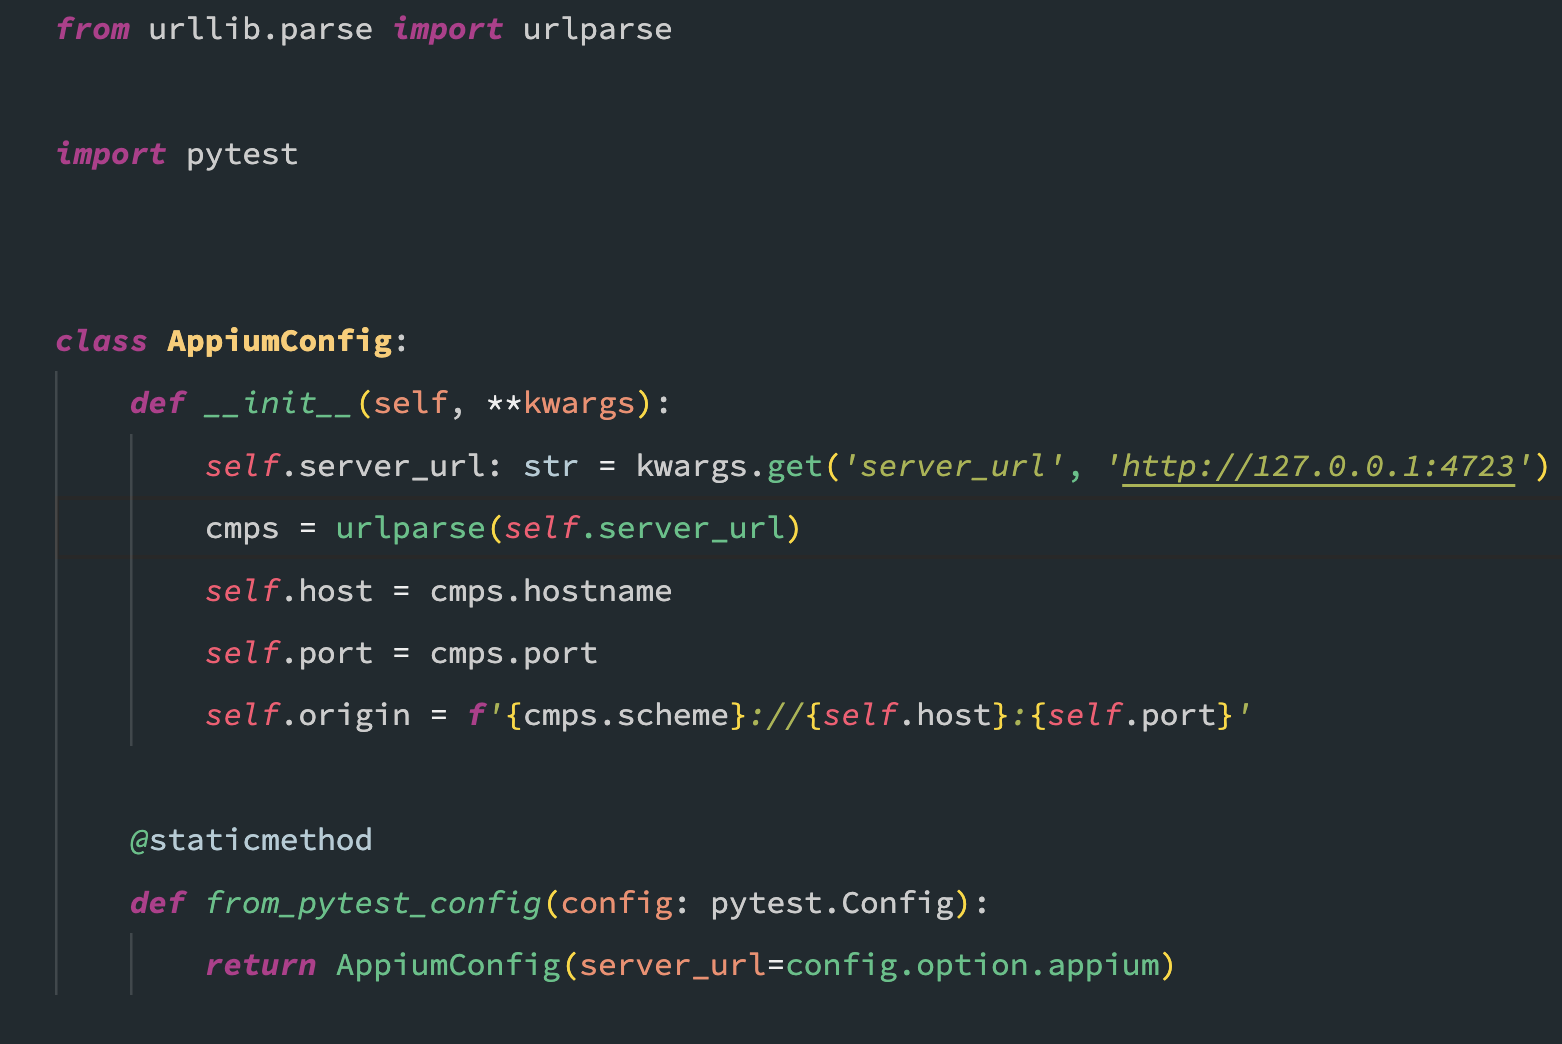 from urllib.parse import urlparse
import pytest
class AppiumConfig:
def __init__(self, **kwargs):
self.server_url: str = kwargs.get('server_url', 'http://127.0.0.1:4723')
cmps = urlparse(self.server_url)
self.host = cmps.hostname
self.port = cmps.port
self.origin = f'{cmps.scheme}://{self.host}:{self.port}'
@staticmethod
def from_pytest_config(config: pytest.Config):
return AppiumConfig(server_url=config.option.appium)